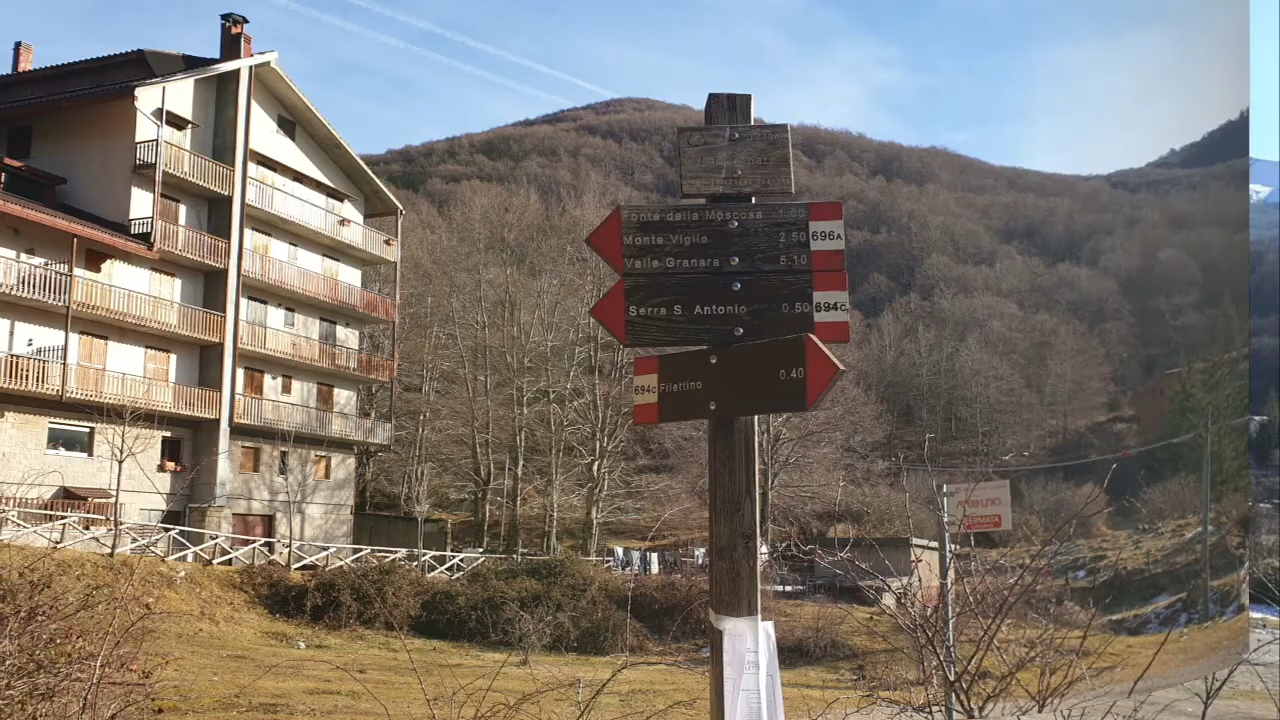 Fonte della Moscosa 1.00
Monte Viglio 2.50
Valle Granara 5.10
696A
Serra S. Antonio 0.50 694c
694c Filettino 0.40
FERMATA